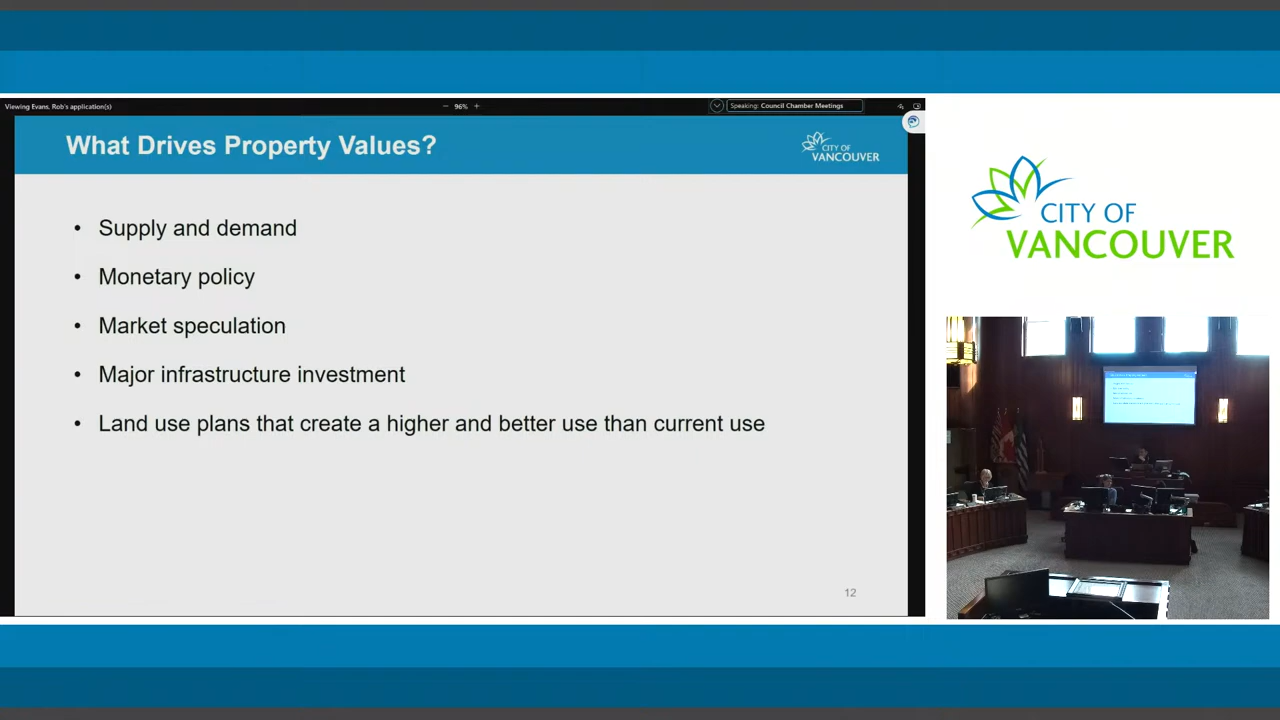 Viewing Evans, Rob's application(s)
96%
Speaking: Council Chamber Meetings
What Drives Property Values?
CITY OF
VANCOUVER
• Supply and demand
• Monetary policy
• Market speculation
• Major infrastructure investment
• Land use plans that create a higher and better use than current use
12
CITY OF
VANCOUVER